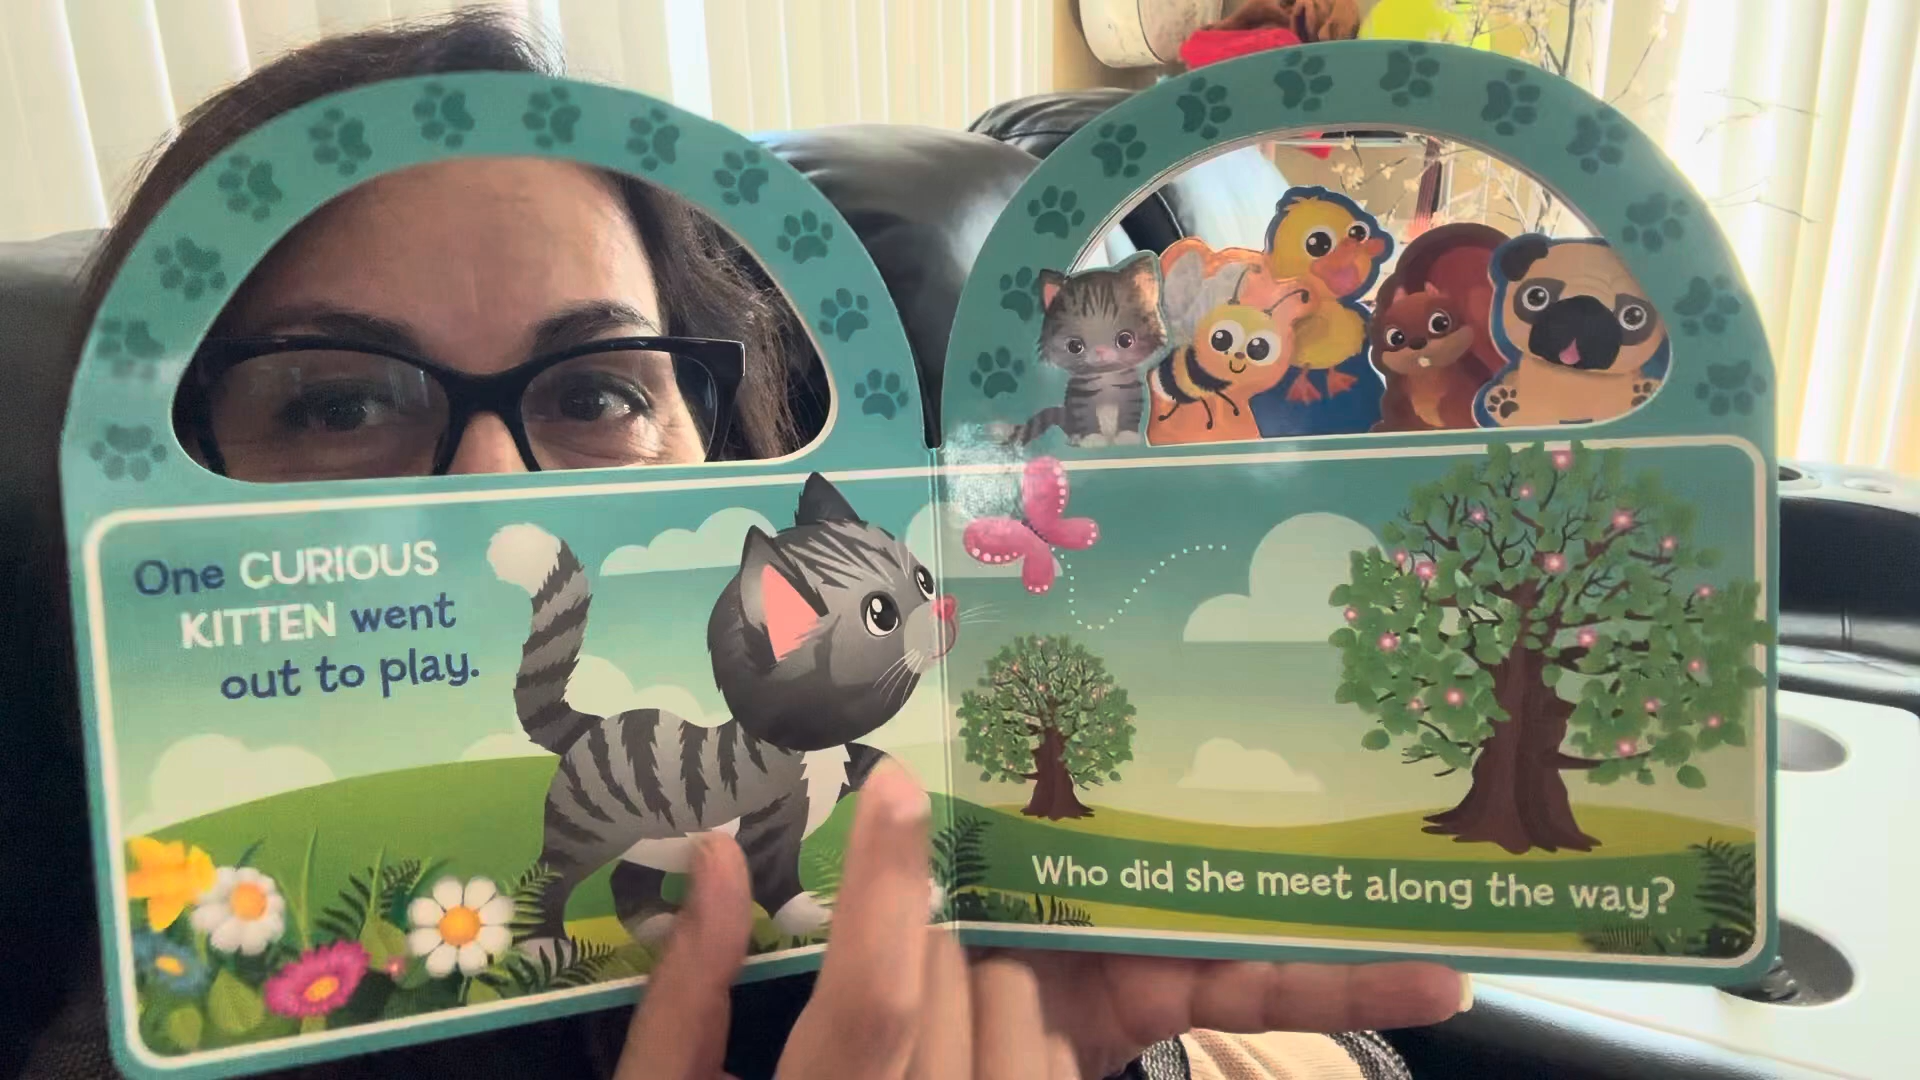 One CURIOUS
KITTEN went
out to play.
Who did she meet along the way?